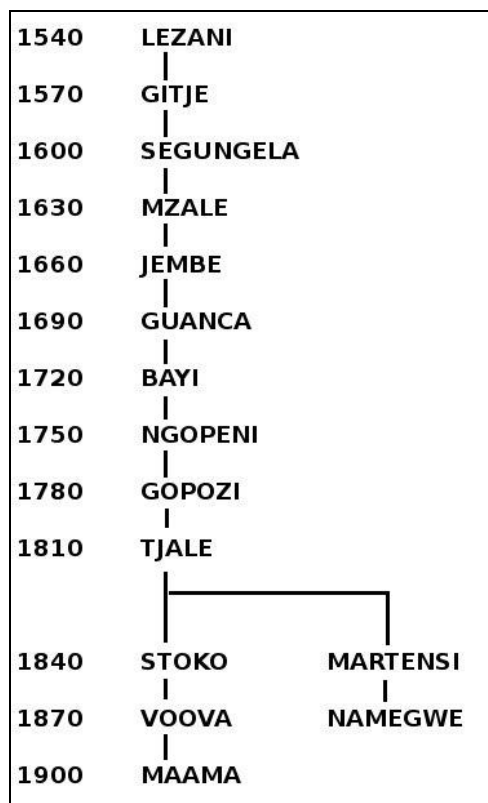 1540 LEZANI
1570 GITJE
1600 SEGUNGELA
1630 MZALE
1660 JEMBE
1690 GUANCA
1720 BAYI
1750 NGOPENI
1780 GOPOZI
1810 TJALE
1840 STOKO MARTENSI
1870 VOOVA NAMEGWE
1900 MAAMA